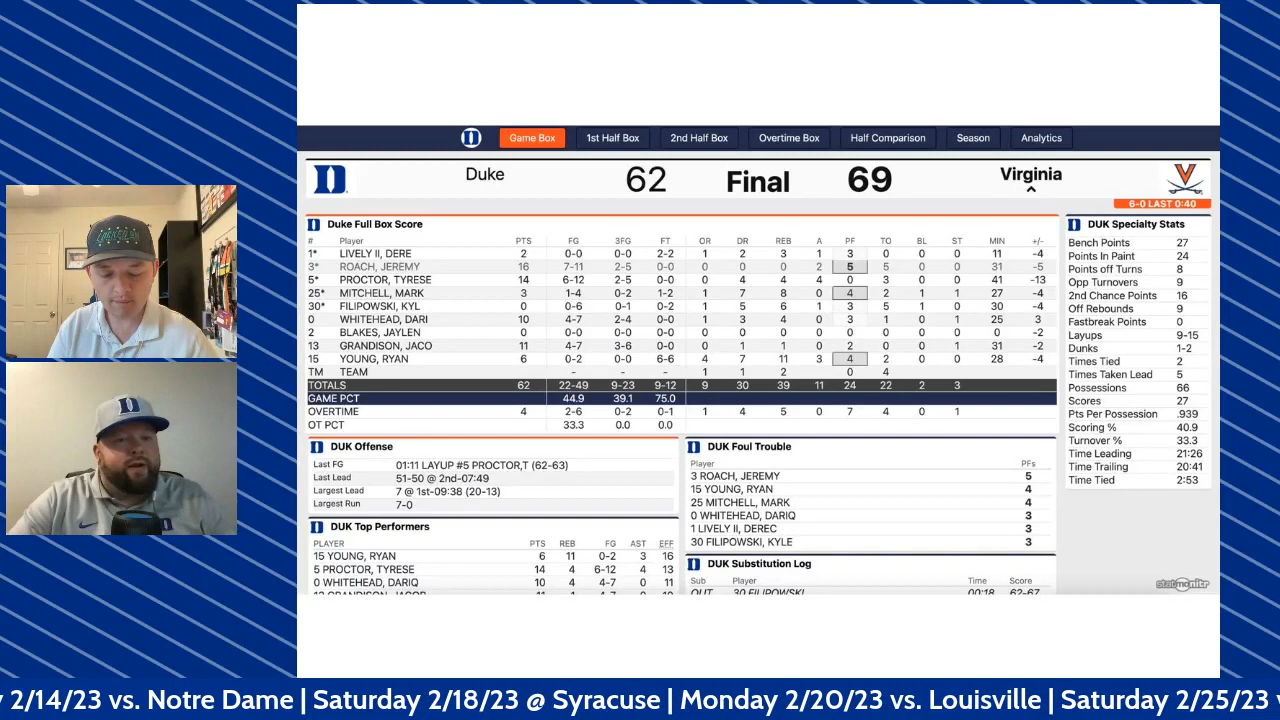 Game Box 1st Half Box 2nd Half Box Overtime Box Half Comparison Season Analytics
Duke 62 Final 69 Virginia
6-0 LAST 0:40
Duke Full Box Score
# Player PTS FG 3FG FT OR DR REB A PF TO BL ST MIN +/-
1* LIVELY II, DERE 2 0-0 0-0 2-2 1 2 3 1 3 0 0 0 11 -4
3* ROACH, JEREMY 16 7-11 2-5 0-0 0 0 0 2 5 5 0 0 31 -5
5* PROCTOR, TYRESE 14 6-12 2-5 0-0 0 4 4 4 0 3 0 0 41 -13
25* MITCHELL, MARK 3 1-4 0-2 1-2 1 7 8 0 4 2 1 1 27 -4
30* FILIPOWSKI, KYL 0 0-6 0-1 0-2 1 5 6 1 3 5 1 0 30 -4
0 WHITEHEAD, DARI 10 4-7 2-4 0-0 1 3 4 0 3 1 0 1 25 3
2 BLAKES, JAYLEN 0 0-0 0-0 0-0 0 0 0 0 0 0 0 0 0 -2
13 GRANDISON, JACO 11 4-7 3-6 0-0 0 1 1 0 2 0 0 1 31 -2
15 YOUNG, RYAN 6 0-2 0-0 6-6 4 7 11 3 4 2 0 0 28 -4
TM TEAM - - - 1 1 2 0 4
TOTALS 62 22-49 9-23 9-12 9 30 39 11 24 22 2 3
GAME PCT 44.9 39.1 75.0
OVERTIME 4 2-6 0-2 0-1 1 4 5 0 7 4 0 1
OT PCT 33.3 0.0 0.0
DUK Specialty Stats
Bench Points 27
Points In Paint 24
Points off Turns 8
Opp Turnovers 9
2nd Chance Points 16
Off Rebounds 9
Fastbreak Points 0
Layups 9-15
Dunks 1-2
Times Tied 2
Times Taken Lead 5
Possessions 66
Scores 27
Pts Per Possession .939
Scoring % 40.9
Turnover % 33.3
Time Leading 21:26
Time Trailing 20:41
Time Tied 2:53
DUK Offense
Last FG 01:11 LAYUP #5 PROCTOR,T (62-63)
Last Lead 51-50 @ 2nd-07:49
Largest Lead 7 @ 1st-09:38 (20-13)
Largest Run 7-0
DUK Foul Trouble
Player PFs
3 ROACH, JEREMY 5
15 YOUNG, RYAN 4
25 MITCHELL, MARK 4
0 WHITEHEAD, DARIQ 3
1 LIVELY II, DEREC 3
30 FILIPOWSKI, KYLE 3
DUK Top Performers
PLAYER PTS REB FG AST EFF
15 YOUNG, RYAN 6 11 0-2 3 16
5 PROCTOR, TYRESE 14 4 6-12 4 13
0 WHITEHEAD, DARIQ 10 4 4-7 0 11
DUK Substitution Log
Sub Player Time Score
OUT 30 FILIPOWSKI 00:18 62-67
statmonitr
2/14/23 vs. Notre Dame | Saturday 2/18/23 @ Syracuse | Monday 2/20/23 vs. Louisville | Saturday 2/25/23